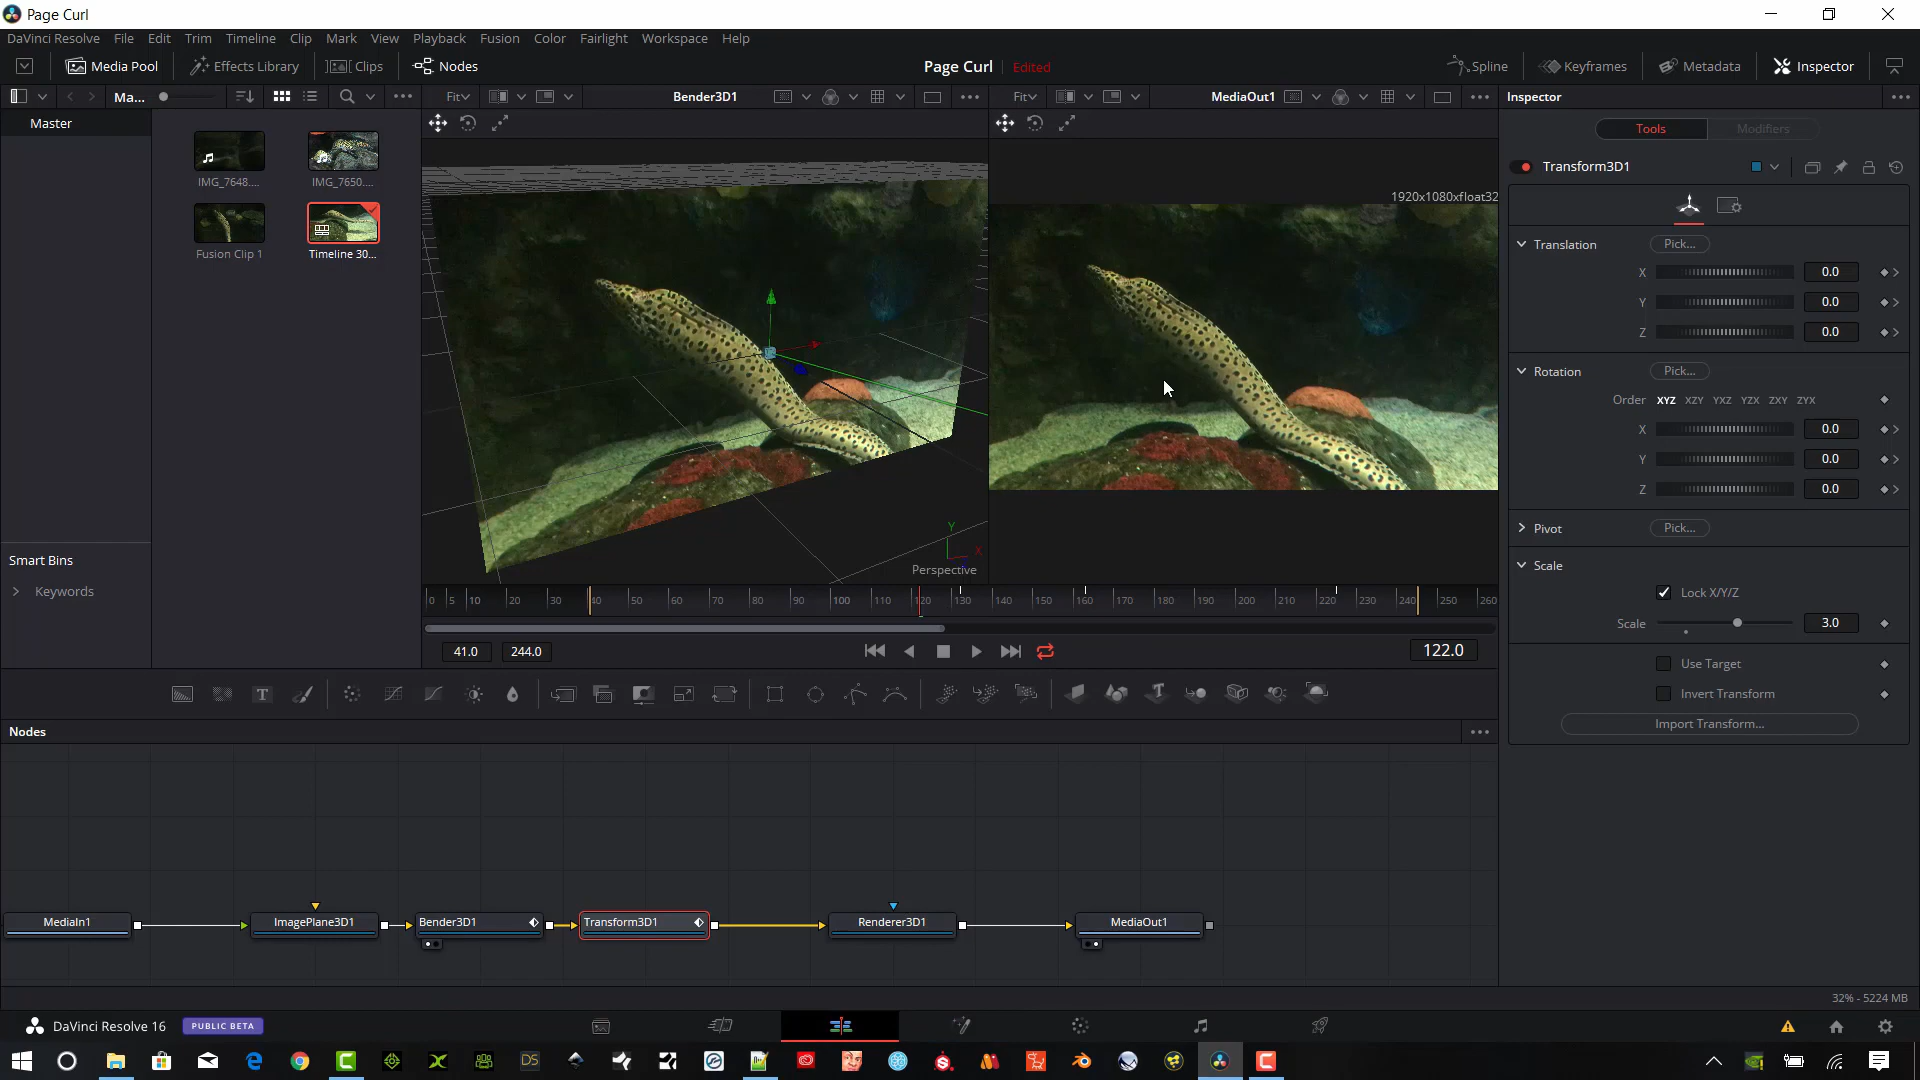 Page Curl
DaVinci Resolve File Edit Trim Timeline Clip Mark View Playback Fusion Color Fairlight Workspace Help
Media Pool Effects Library Clips Nodes Page Curl Edited Spline Keyframes Metadata Inspector
Ma... Fit Bender3D1 Fit MediaOut1 Inspector
Master
Tools Modifiers
Transform3D1
IMG_7648.... IMG_7650....
1920x1080xfloat32
Fusion Clip 1 Timeline 30...
Translation Pick...
X 0.0
Y 0.0
Z 0.0
Rotation Pick...
Order XYZ XZY YXZ YZX ZXY ZYX
X 0.0
Y 0.0
Z 0.0
Pivot Pick...
Y
X
Perspective
Scale
Lock X/Y/Z
Scale 3.0
Use Target
Invert Transform
Import Transform...
Smart Bins
Keywords
0 5 10 20 30 40 50 60 70 80 90 100 110 120 130 140 150 160 170 180 190 200 210 220 230 240 250 260
41.0 244.0 122.0
T
Nodes
MediaIn1 ImagePlane3D1 Bender3D1 Transform3D1 Renderer3D1 MediaOut1
32% - 5224 MB
DaVinci Resolve 16 PUBLIC BETA
DS